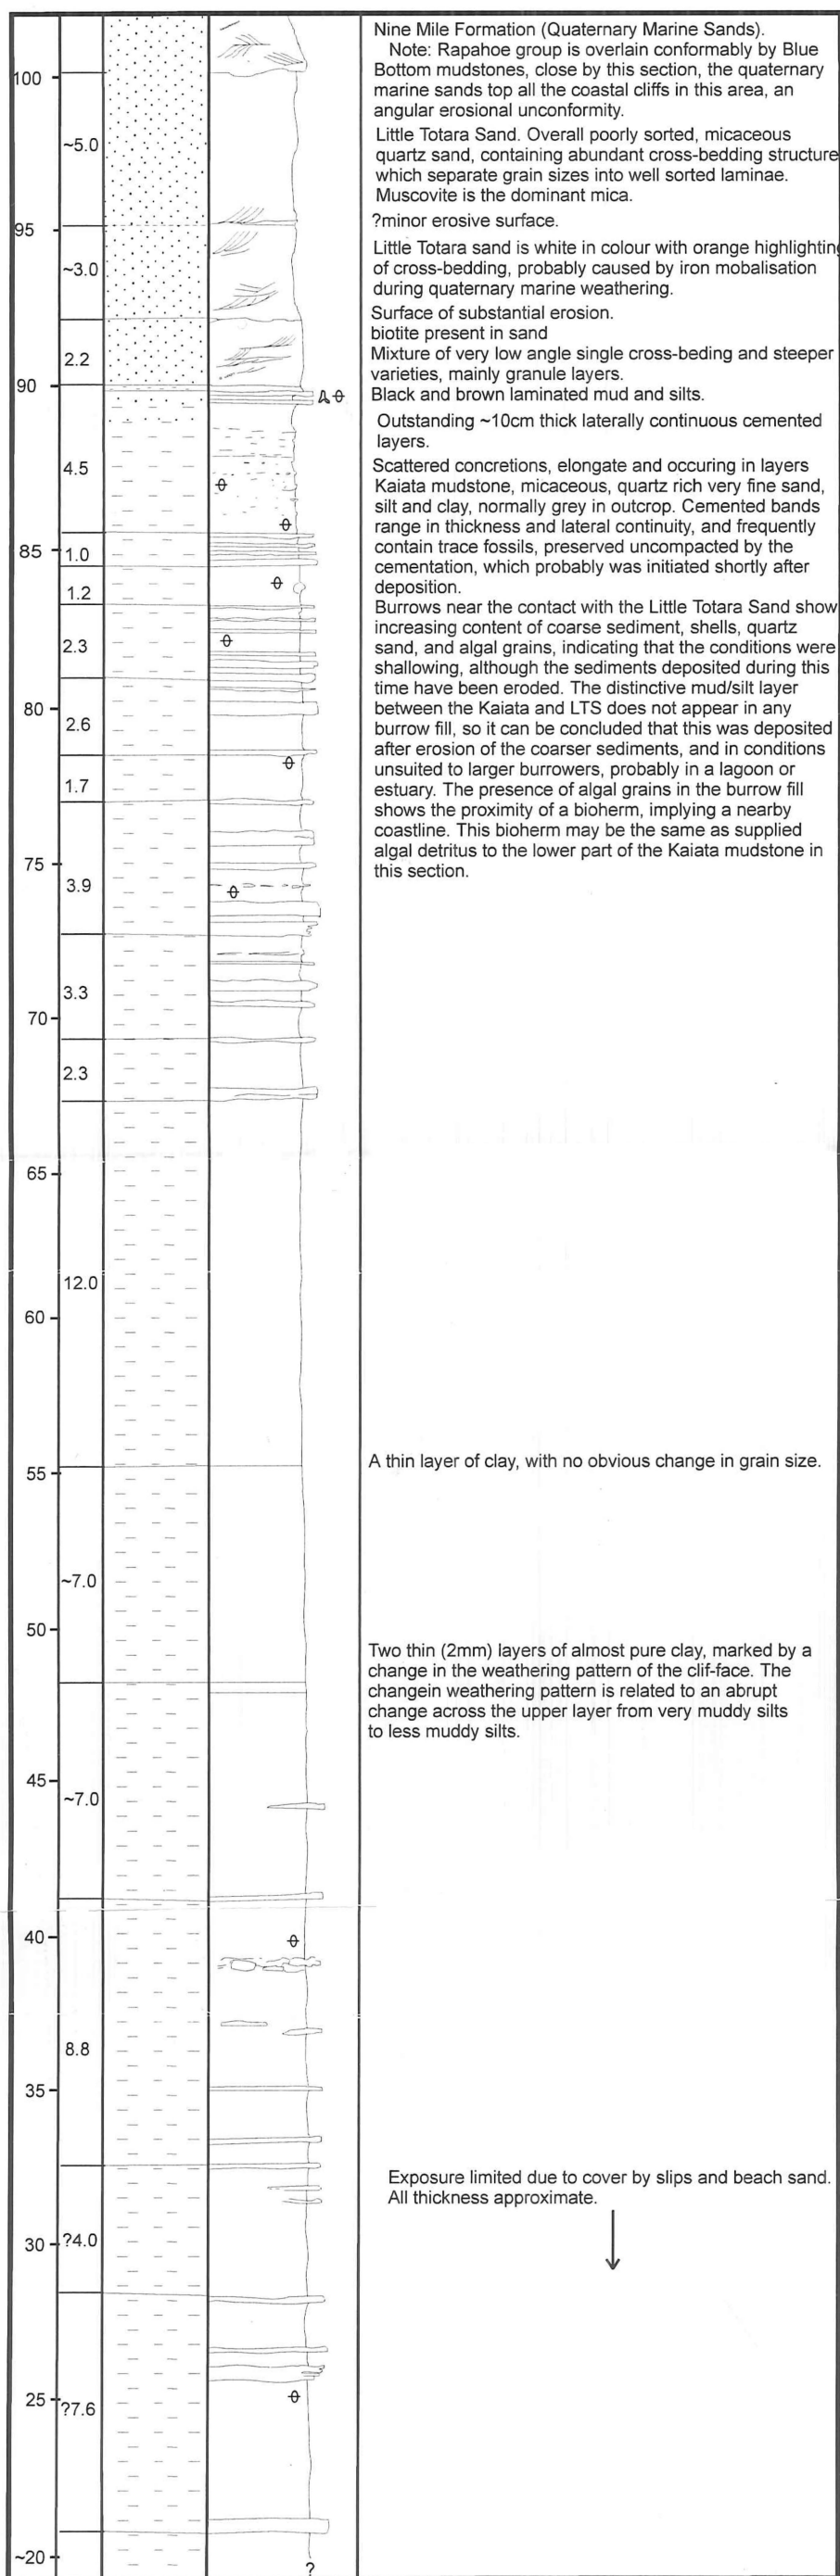 Nine Mile Formation (Quaternary Marine Sands).
Note: Rapahoe group is overlain conformably by Blue
Bottom mudstones, close by this section, the quaternary
marine sands top all the coastal cliffs in this area, an
angular erosional unconformity.
100
~5.0
Little Totara Sand. Overall poorly sorted, micaceous
quartz sand, containing abundant cross-bedding structure
which separate grain sizes into well sorted laminae.
Muscovite is the dominant mica.
95
?minor erosive surface.
~3.0
Little Totara sand is white in colour with orange highlighting
of cross-bedding, probably caused by iron mobalisation
during quaternary marine weathering.
Surface of substantial erosion.
biotite present in sand
2.2
Mixture of very low angle single cross-beding and steeper
varieties, mainly granule layers.
90
Black and brown laminated mud and silts.
Outstanding ~10cm thick laterally continuous cemented
layers.
4.5
Scattered concretions, elongate and occuring in layers
Kaiata mudstone, micaceous, quartz rich very fine sand,
silt and clay, normally grey in outcrop. Cemented bands
range in thickness and lateral continuity, and frequently
contain trace fossils, preserved uncompacted by the
cementation, which probably was initiated shortly after
deposition.
85
1.0
1.2
Burrows near the contact with the Little Totara Sand show
increasing content of coarse sediment, shells, quartz
sand, and algal grains, indicating that the conditions were
shallowing, although the sediments deposited during this
time have been eroded. The distinctive mud/silt layer
between the Kaiata and LTS does not appear in any
burrow fill, so it can be concluded that this was deposited
after erosion of the coarser sediments, and in conditions
unsuited to larger burrowers, probably in a lagoon or
estuary. The presence of algal grains in the burrow fill
shows the proximity of a bioherm, implying a nearby
coastline. This bioherm may be the same as supplied
algal detritus to the lower part of the Kaiata mudstone in
this section.
2.3
80
2.6
1.7
75
3.9
3.3
70
2.3
65
12.0
60
55
A thin layer of clay, with no obvious change in grain size.
~7.0
50
Two thin (2mm) layers of almost pure clay, marked by a
change in the weathering pattern of the clif-face. The
changein weathering pattern is related to an abrupt
change across the upper layer from very muddy silts
to less muddy silts.
45
~7.0
40
8.8
35
Exposure limited due to cover by slips and beach sand.
All thickness approximate.
30
?4.0
25
?7.6
~20
?